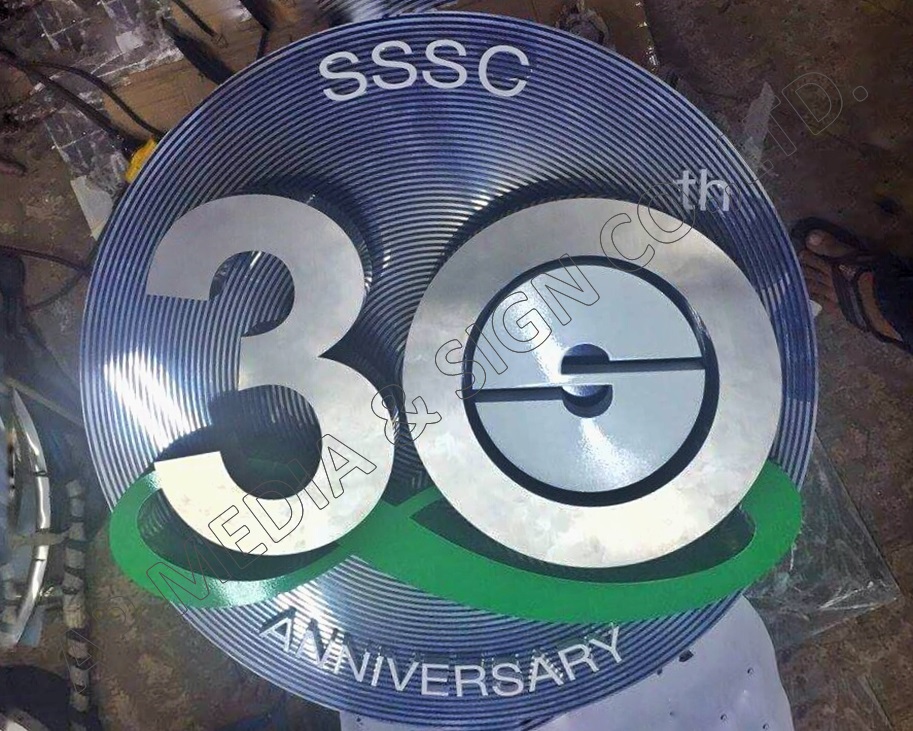 SSSC
30th
ANNIVERSARY
MEDIA & SIGN CO. LTD.